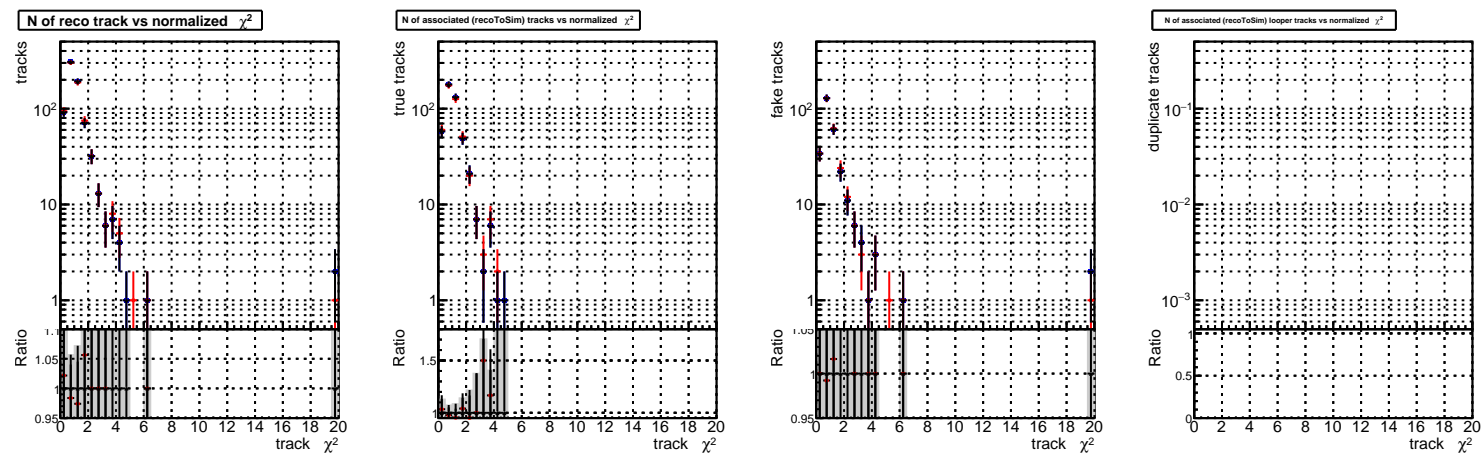 N of reco track vs normalized χ²
tracks
10²
10
1
Ratio
1.1
1.05
1
0.95
0 2 4 6 8 10 12 14 16 18 20
track χ²
N of associated (recoToSim) tracks vs normalized χ²
true tracks
10²
10
1
Ratio
1.5
0 2 4 6 8 10 12 14 16 18 20
track χ²
fake tracks
10²
10
1
Ratio
1.05
1
0.95
0 2 4 6 8 10 12 14 16 18 20
track χ²
N of associated (recoToSim) looper tracks vs normalized χ²
duplicate tracks
10⁻¹
10⁻²
10⁻³
Ratio
1
0.5
0
0 2 4 6 8 10 12 14 16 18 20
track χ²